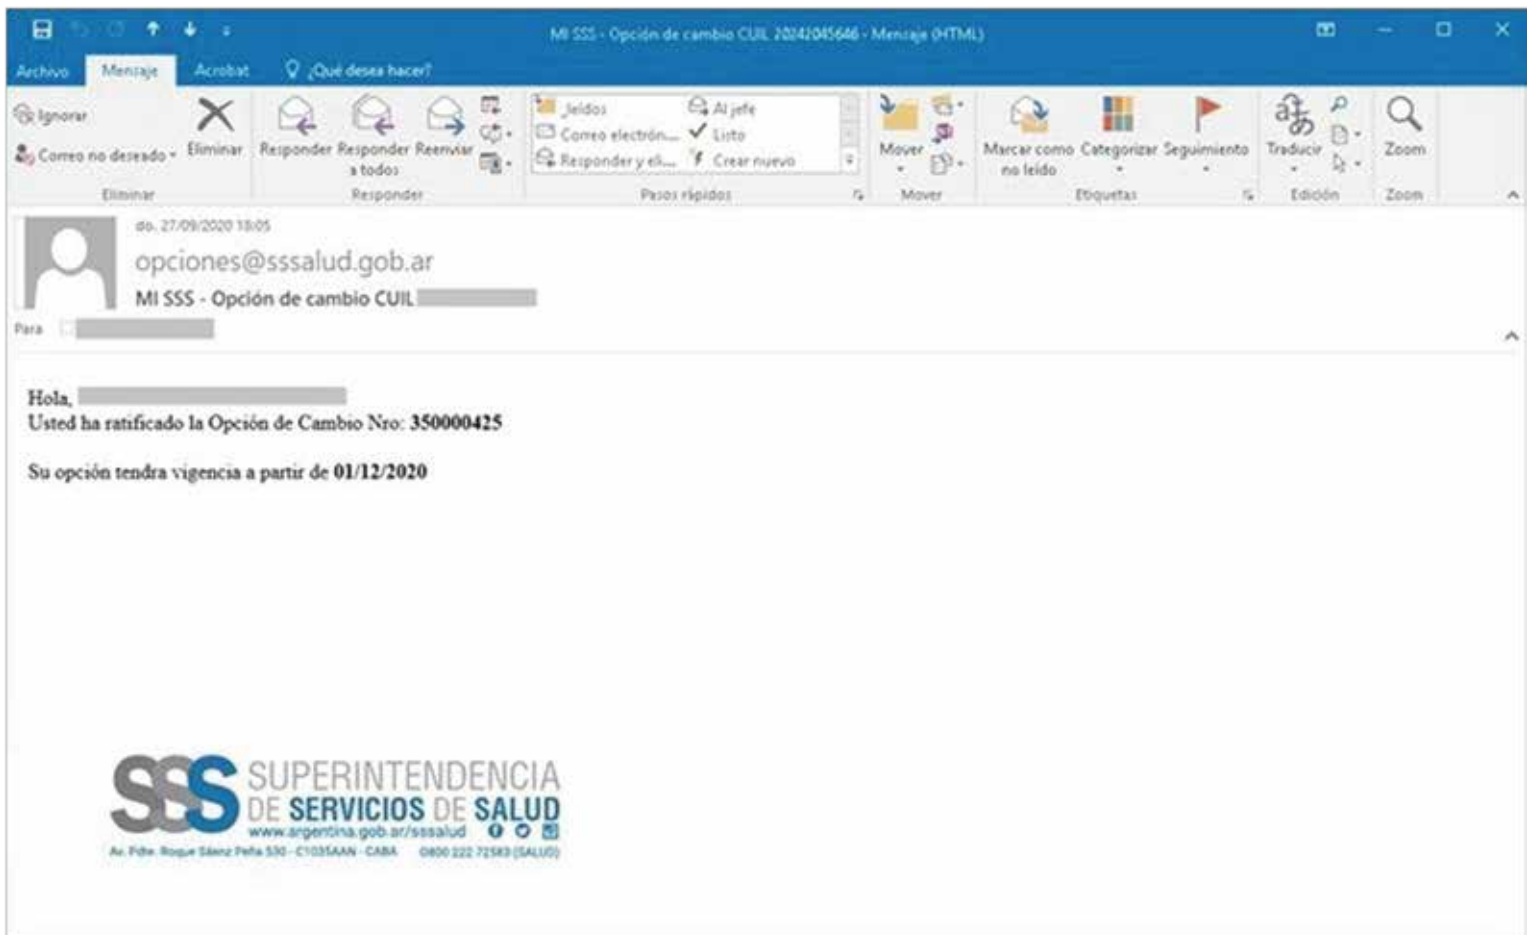 MI SSS - Opción de cambio CUIL 20242045646 - Mensaje (HTML)
Archivo Mensaje Acrobat ¿Qué desea hacer?
Ignorar
Correo no deseado
Eliminar
Responder
Responder a todos
Reenviar
_leídos
Correo electrón...
Responder y eli...
Al jefe
Listo
Crear nuevo
Mover
Marcar como no leído
Categorizar
Seguimiento
Traducir
Zoom
Eliminar Responder Pasos rápidos Mover Etiquetas Edición Zoom
do. 27/09/2020 18:05
opciones@sssalud.gob.ar
MI SSS - Opción de cambio CUIL
Para
Hola,
Usted ha ratificado la Opción de Cambio Nro: 350000425
Su opción tendra vigencia a partir de 01/12/2020
SSS SUPERINTENDENCIA
DE SERVICIOS DE SALUD
www.argentina.gob.ar/sssalud
Av. Pdte. Roque Sáenz Peña 530 - C1035AAN - CABA 0800 222 72583 (SALUD)